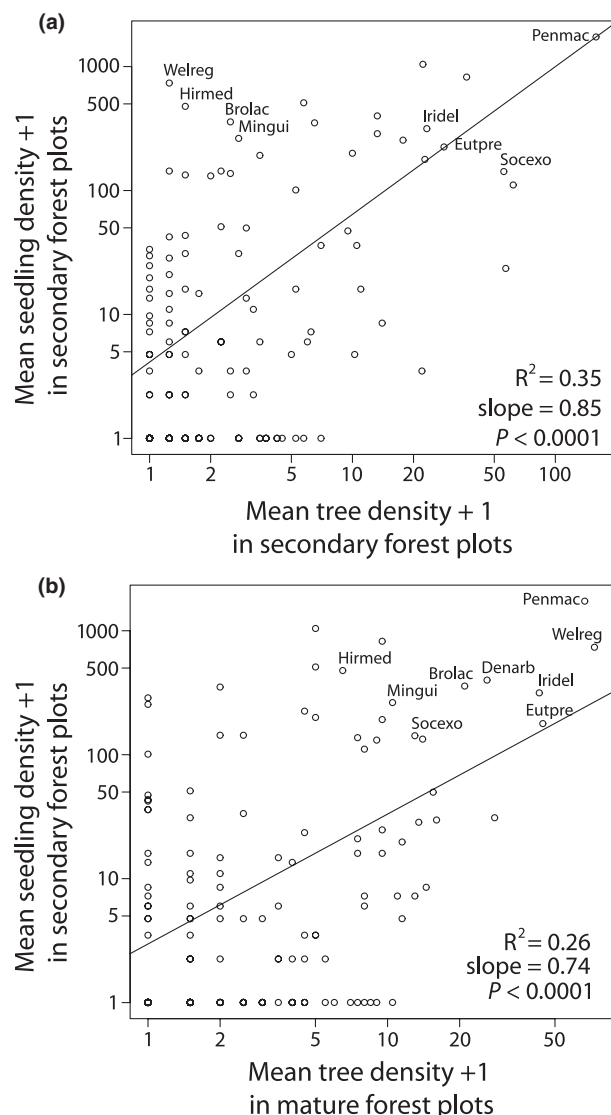 (a)
Penmac
Welreg
Hirmed
Brolac
Mingui
Iridel
Eutpre
Socexo
1000
500
100
50
10
5
1
Mean seedling density +1
in secondary forest plots
R² = 0.35
slope = 0.85
P < 0.0001
1 2 5 10 20 50 100
Mean tree density + 1
in secondary forest plots
(b)
Penmac
Welreg
Hirmed
Brolac
Denarb
Mingui
Iridel
Socexo
Eutpre
1000
500
100
50
10
5
1
Mean seedling density +1
in secondary forest plots
R² = 0.26
slope = 0.74
P < 0.0001
1 2 5 10 20 50
Mean tree density +1
in mature forest plots